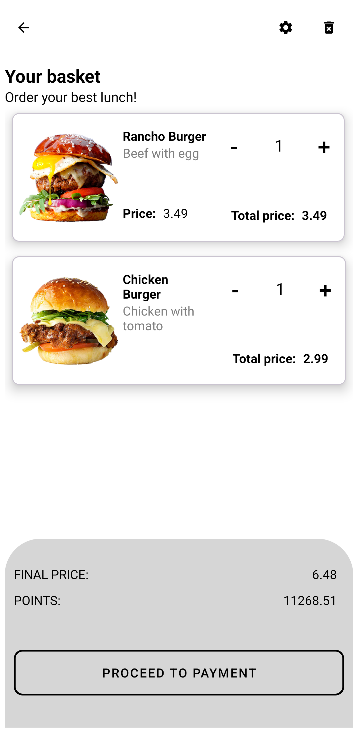 Your basket
Order your best lunch!
Rancho Burger
Beef with egg
- 1 +
Price: 3.49
Total price: 3.49
Chicken
Burger
Chicken with
tomato
- 1 +
Total price: 2.99
FINAL PRICE: 6.48
POINTS: 11268.51
PROCEED TO PAYMENT